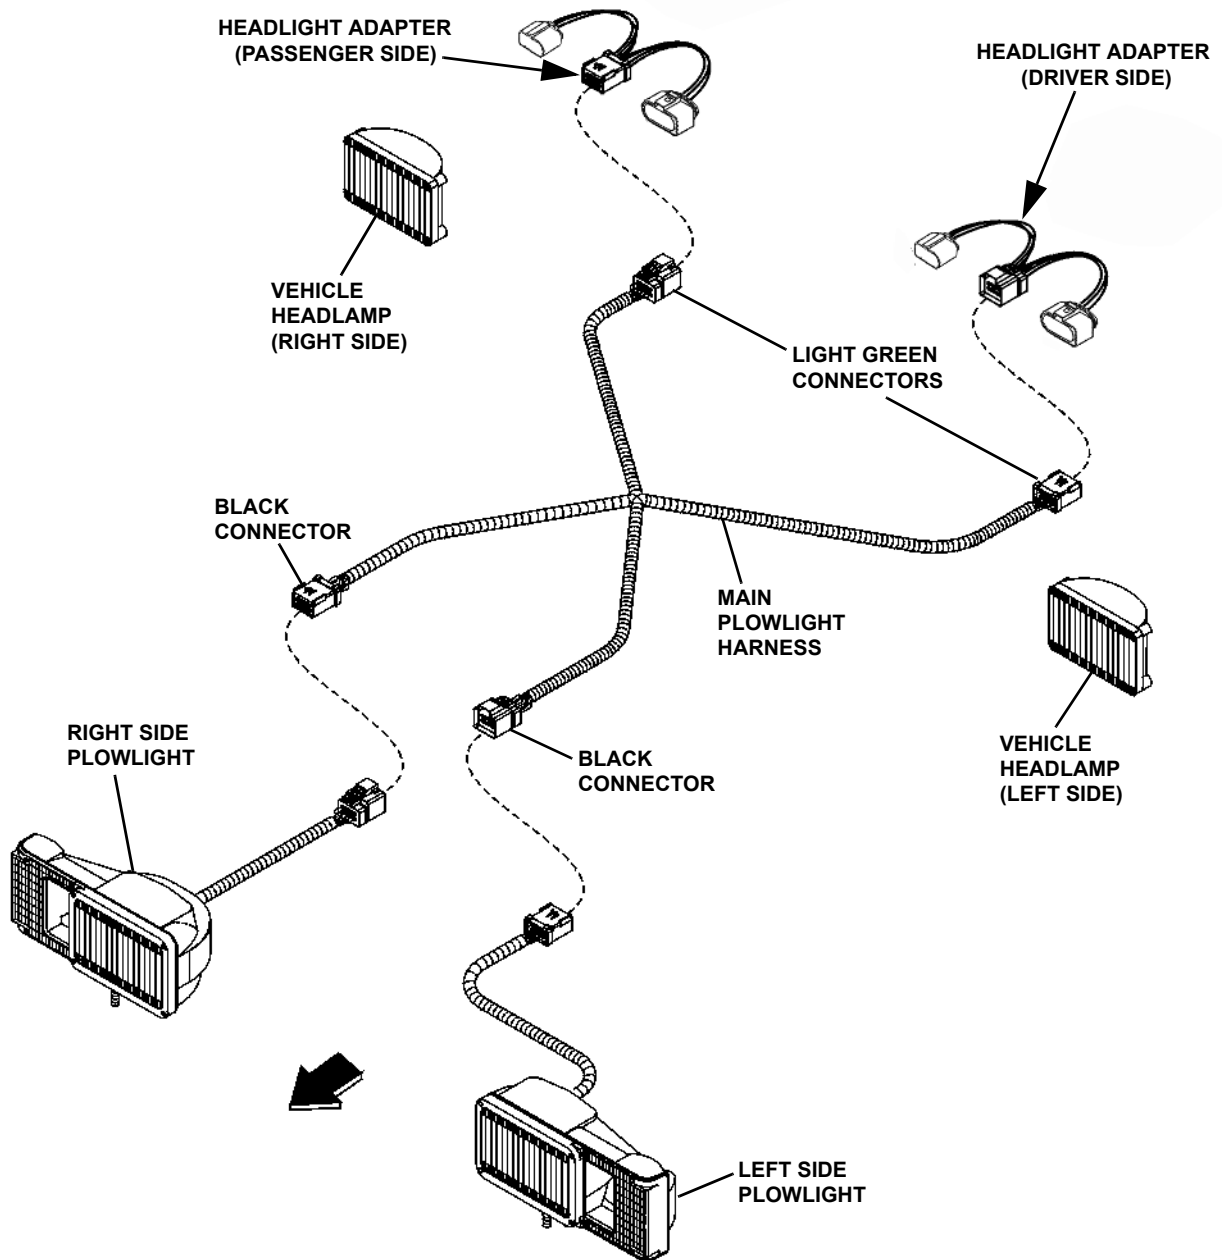 HEADLIGHT ADAPTER
(PASSENGER SIDE)
HEADLIGHT ADAPTER
(DRIVER SIDE)
VEHICLE
HEADLAMP
(RIGHT SIDE)
LIGHT GREEN
CONNECTORS
BLACK
CONNECTOR
MAIN
PLOWLIGHT
HARNESS
RIGHT SIDE
PLOWLIGHT
BLACK
CONNECTOR
VEHICLE
HEADLAMP
(LEFT SIDE)
LEFT SIDE
PLOWLIGHT